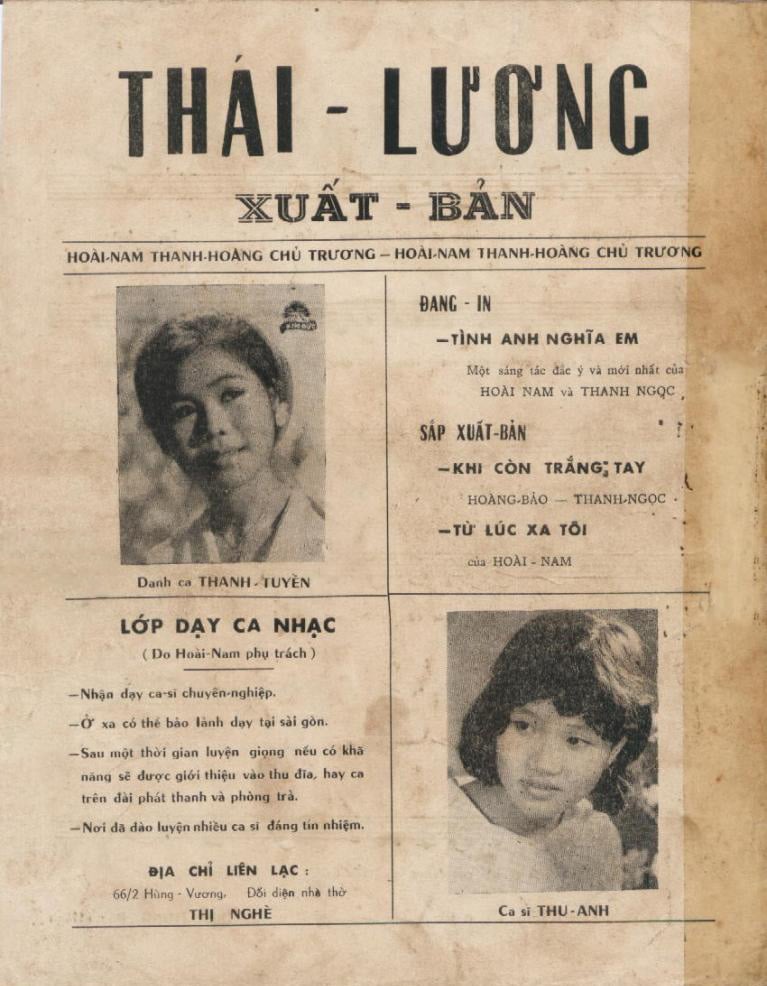 THÁI - LƯƠNG
XUẤT - BẢN
HOÀI-NAM THANH-HOÀNG CHỦ TRƯƠNG — HOÀI-NAM THANH-HOÀNG CHỦ TRƯƠNG
Danh ca THANH - TUYỀN
ĐANG - IN
—TÌNH ANH NGHĨA EM
Một sáng tác đắc ý và mới nhất của
HOÀI NAM và THANH NGỌC
SẮP XUẤT-BẢN
—KHI CÒN TRẮNG TAY
HOÀNG-BẢO — THANH-NGỌC
—TỪ LÚC XA TÔI
của HOÀI - NAM
LỚP DẠY CA NHẠC
( Do Hoài-Nam phụ trách )
—Nhận dạy ca-sĩ chuyên-nghiệp.
—Ở xa có thể bảo lãnh dạy tại sài gòn.
—Sau một thời gian luyện giọng nếu có khả
năng sẽ được giới thiệu vào thu đĩa, hay ca
trên đài phát thanh và phòng trà.
—Nơi đã đào luyện nhiều ca sĩ đáng tín nhiệm.
ĐỊA CHỈ LIÊN LẠC :
66/2 Hùng - Vương, Đối diện nhà thờ
THỊ NGHÈ
Ca sĩ THU-ANH